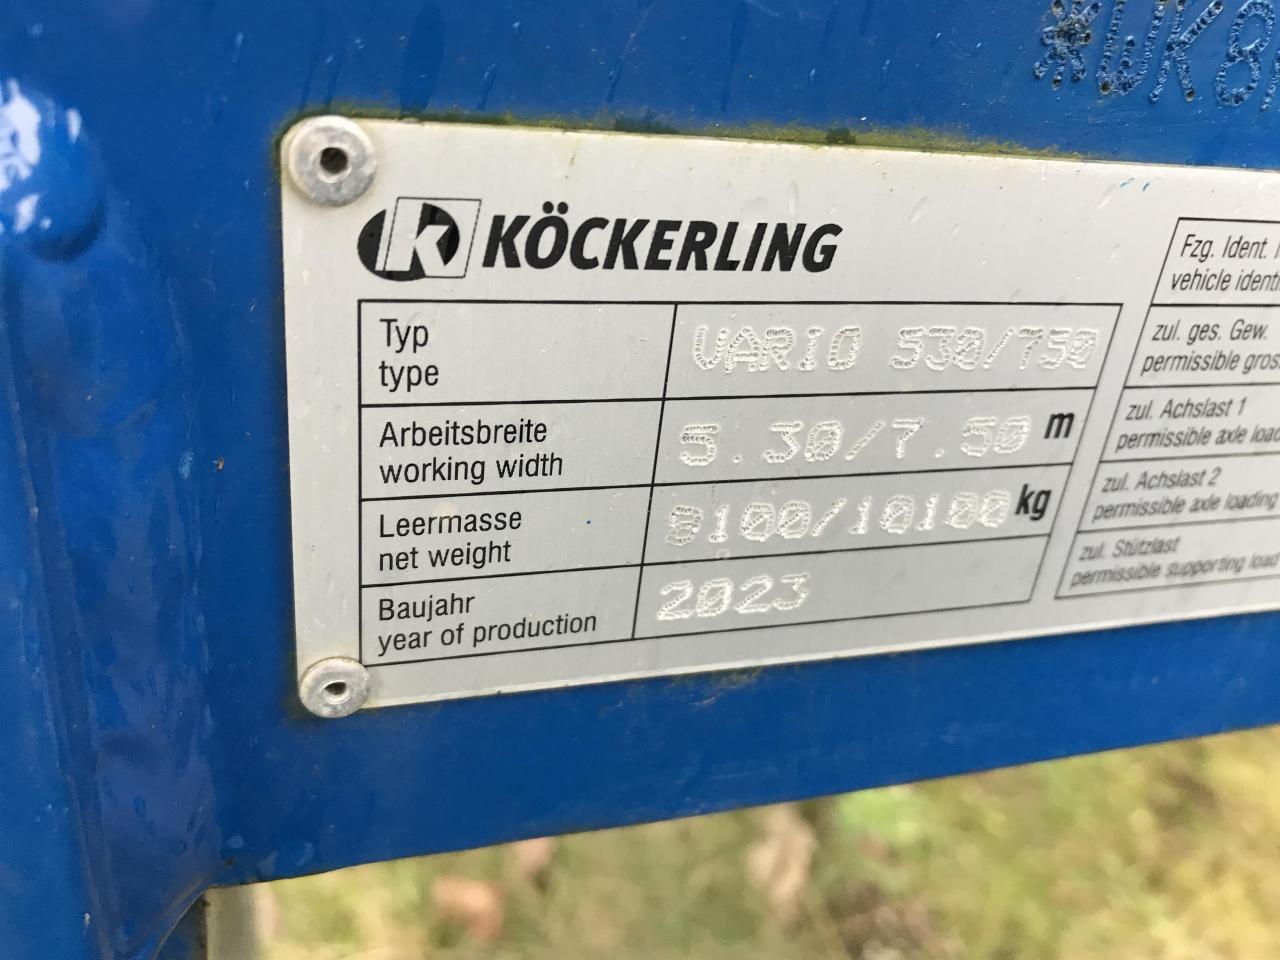 *WK8
K KÖCKERLING
Typ
type
VARIO 530/750
Arbeitsbreite
working width
5.30/7.50 m
Leermasse
net weight
8100/10100 kg
Baujahr
year of production
2023
Fzg. Ident.
vehicle identi
zul. ges. Gew.
permissible gros
zul. Achslast 1
permissible axle load
zul. Achslast 2
permissible axle loading
zul. Stützlast
permissible supporting load